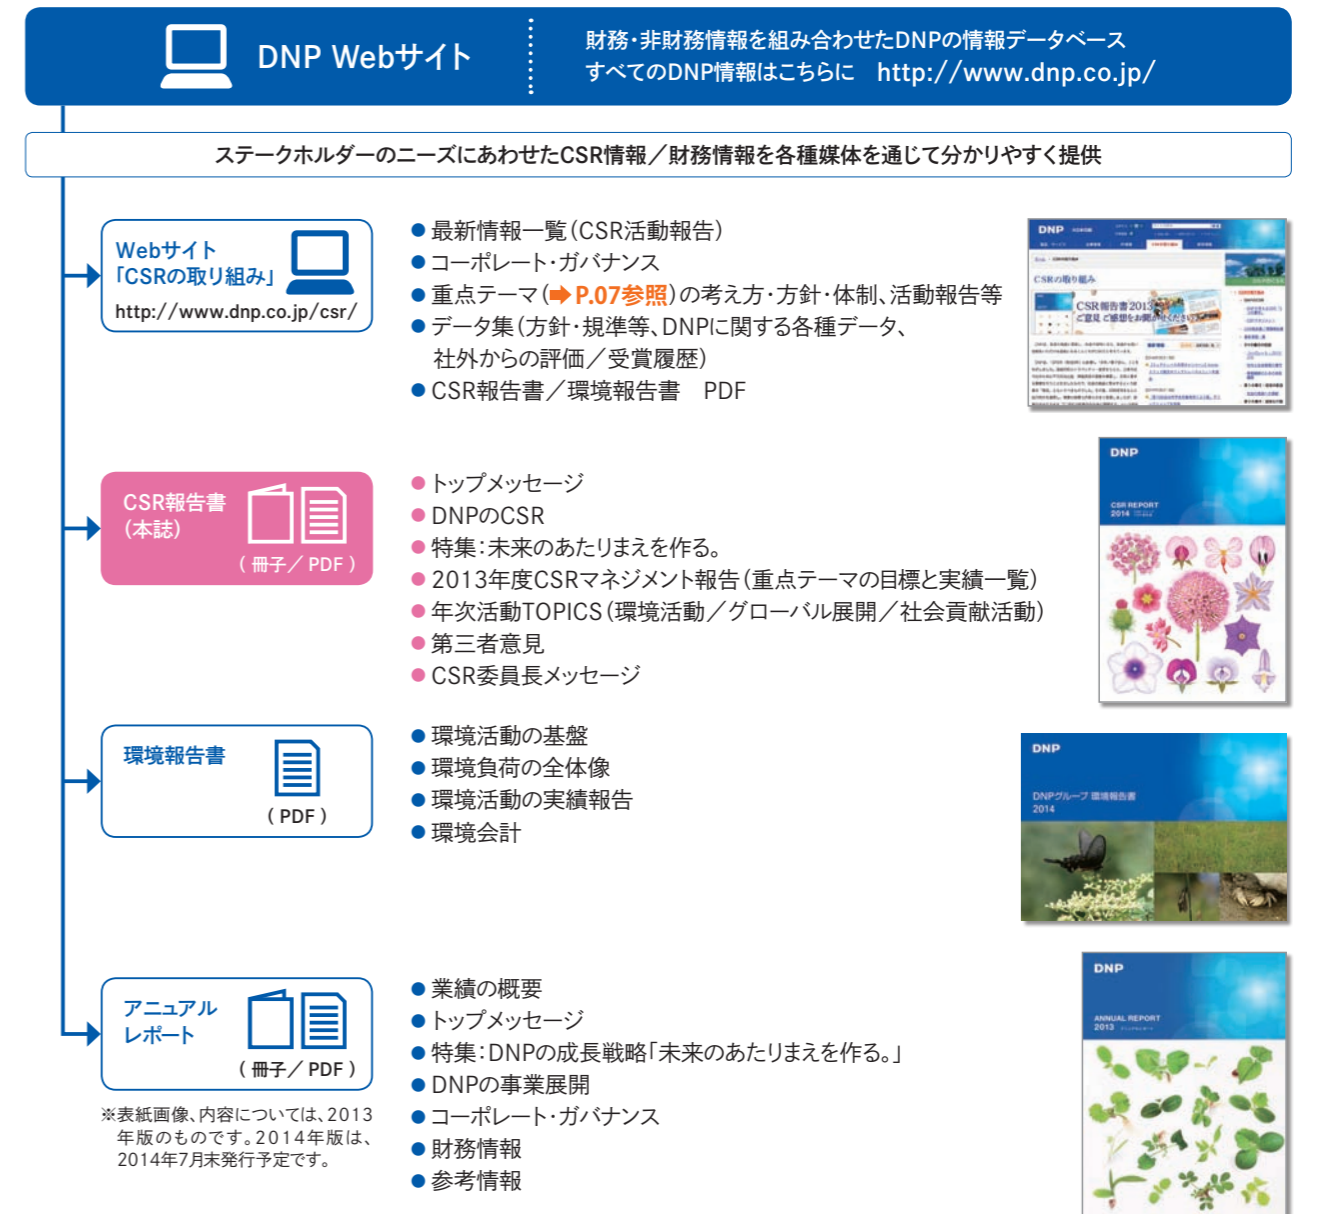 DNP Webサイト
財務・非財務情報を組み合わせたDNPの情報データベース
すべてのDNP情報はこちらに　http://www.dnp.co.jp/
ステークホルダーのニーズにあわせたCSR情報／財務情報を各種媒体を通じて分かりやすく提供
Webサイト
「CSRの取り組み」
http://www.dnp.co.jp/csr/
●最新情報一覧（CSR活動報告）
●コーポレート・ガバナンス
●重点テーマ（➡P.07参照）の考え方・方針・体制、活動報告等
●データ集（方針・規準等、DNPに関する各種データ、
社外からの評価／受賞履歴）
●CSR報告書／環境報告書　PDF
DNP
CSRの取り組み
CSR報告書2013
ご意見 ご感想をお聞かせください
CSR報告書
（本誌）
（冊子／PDF）
●トップメッセージ
●DNPのCSR
●特集：未来のあたりまえを作る。
●2013年度CSRマネジメント報告（重点テーマの目標と実績一覧）
●年次活動TOPICS（環境活動／グローバル展開／社会貢献活動）
●第三者意見
●CSR委員長メッセージ
DNP
CSR REPORT
2014
環境報告書
（PDF）
●環境活動の基盤
●環境負荷の全体像
●環境活動の実績報告
●環境会計
DNP
DNPグループ 環境報告書
2014
アニュアル
レポート
（冊子／PDF）
※表紙画像、内容については、2013
年版のものです。2014年版は、
2014年7月末発行予定です。
●業績の概要
●トップメッセージ
●特集：DNPの成長戦略「未来のあたりまえを作る。」
●DNPの事業展開
●コーポレート・ガバナンス
●財務情報
●参考情報
DNP
ANNUAL REPORT
2013 アニュアルレポート